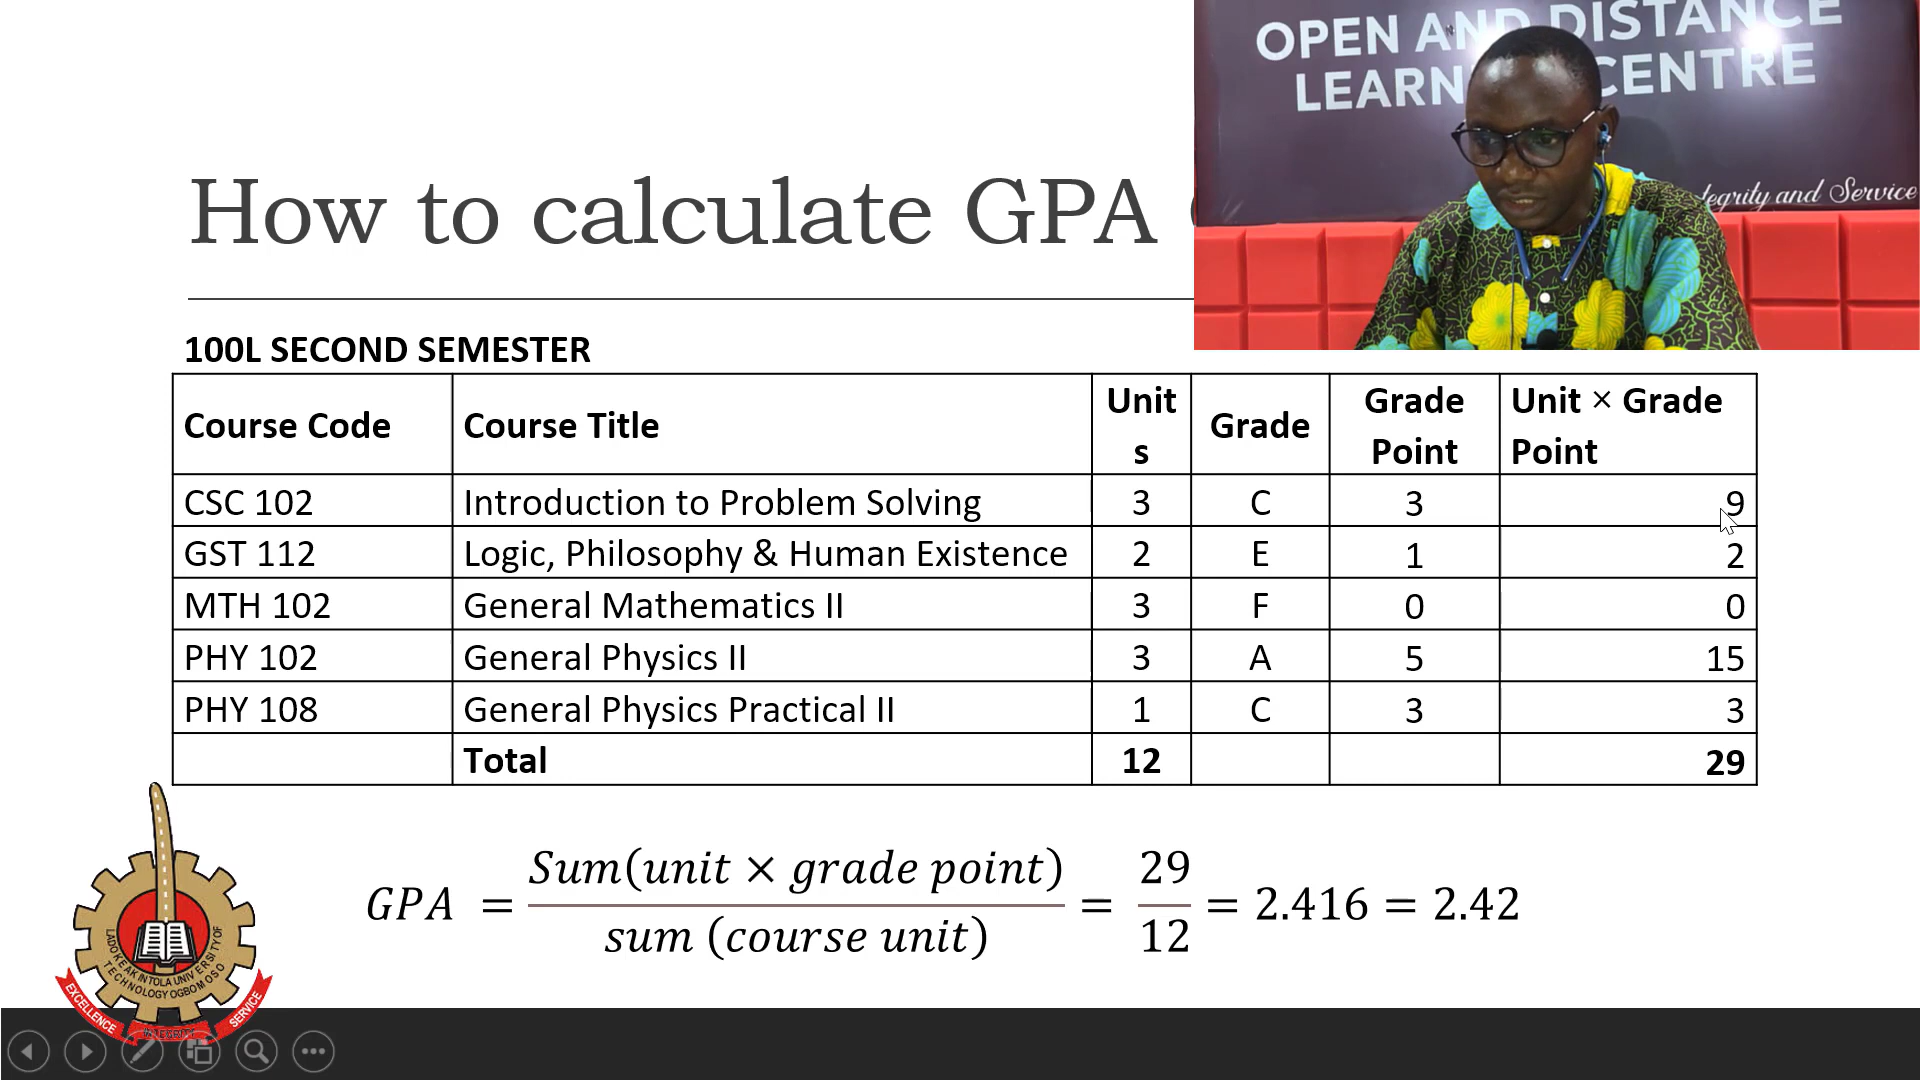 OPEN AND DISTANCE
CENTRE
and Service
How to calculate GPA
100L SECOND SEMESTER
Course Code Course Title Units Grade Grade Point Unit × Grade Point
CSC 102 Introduction to Problem Solving 3 C 3 9
GST 112 Logic, Philosophy & Human Existence 2 E 1 2
MTH 102 General Mathematics II 3 F 0 0
PHY 102 General Physics II 3 A 5 15
PHY 108 General Physics Practical II 1 C 3 3
Total 12 29
GPA = Sum(unit × grade point) / sum (course unit) = 29 / 12 = 2.416 = 2.42
LADOKE AKINTOLA UNIVERSITY OF
TECHNOLOGY OGBOMOSO
EXCELLENCE
INTEGRITY
SERVICE